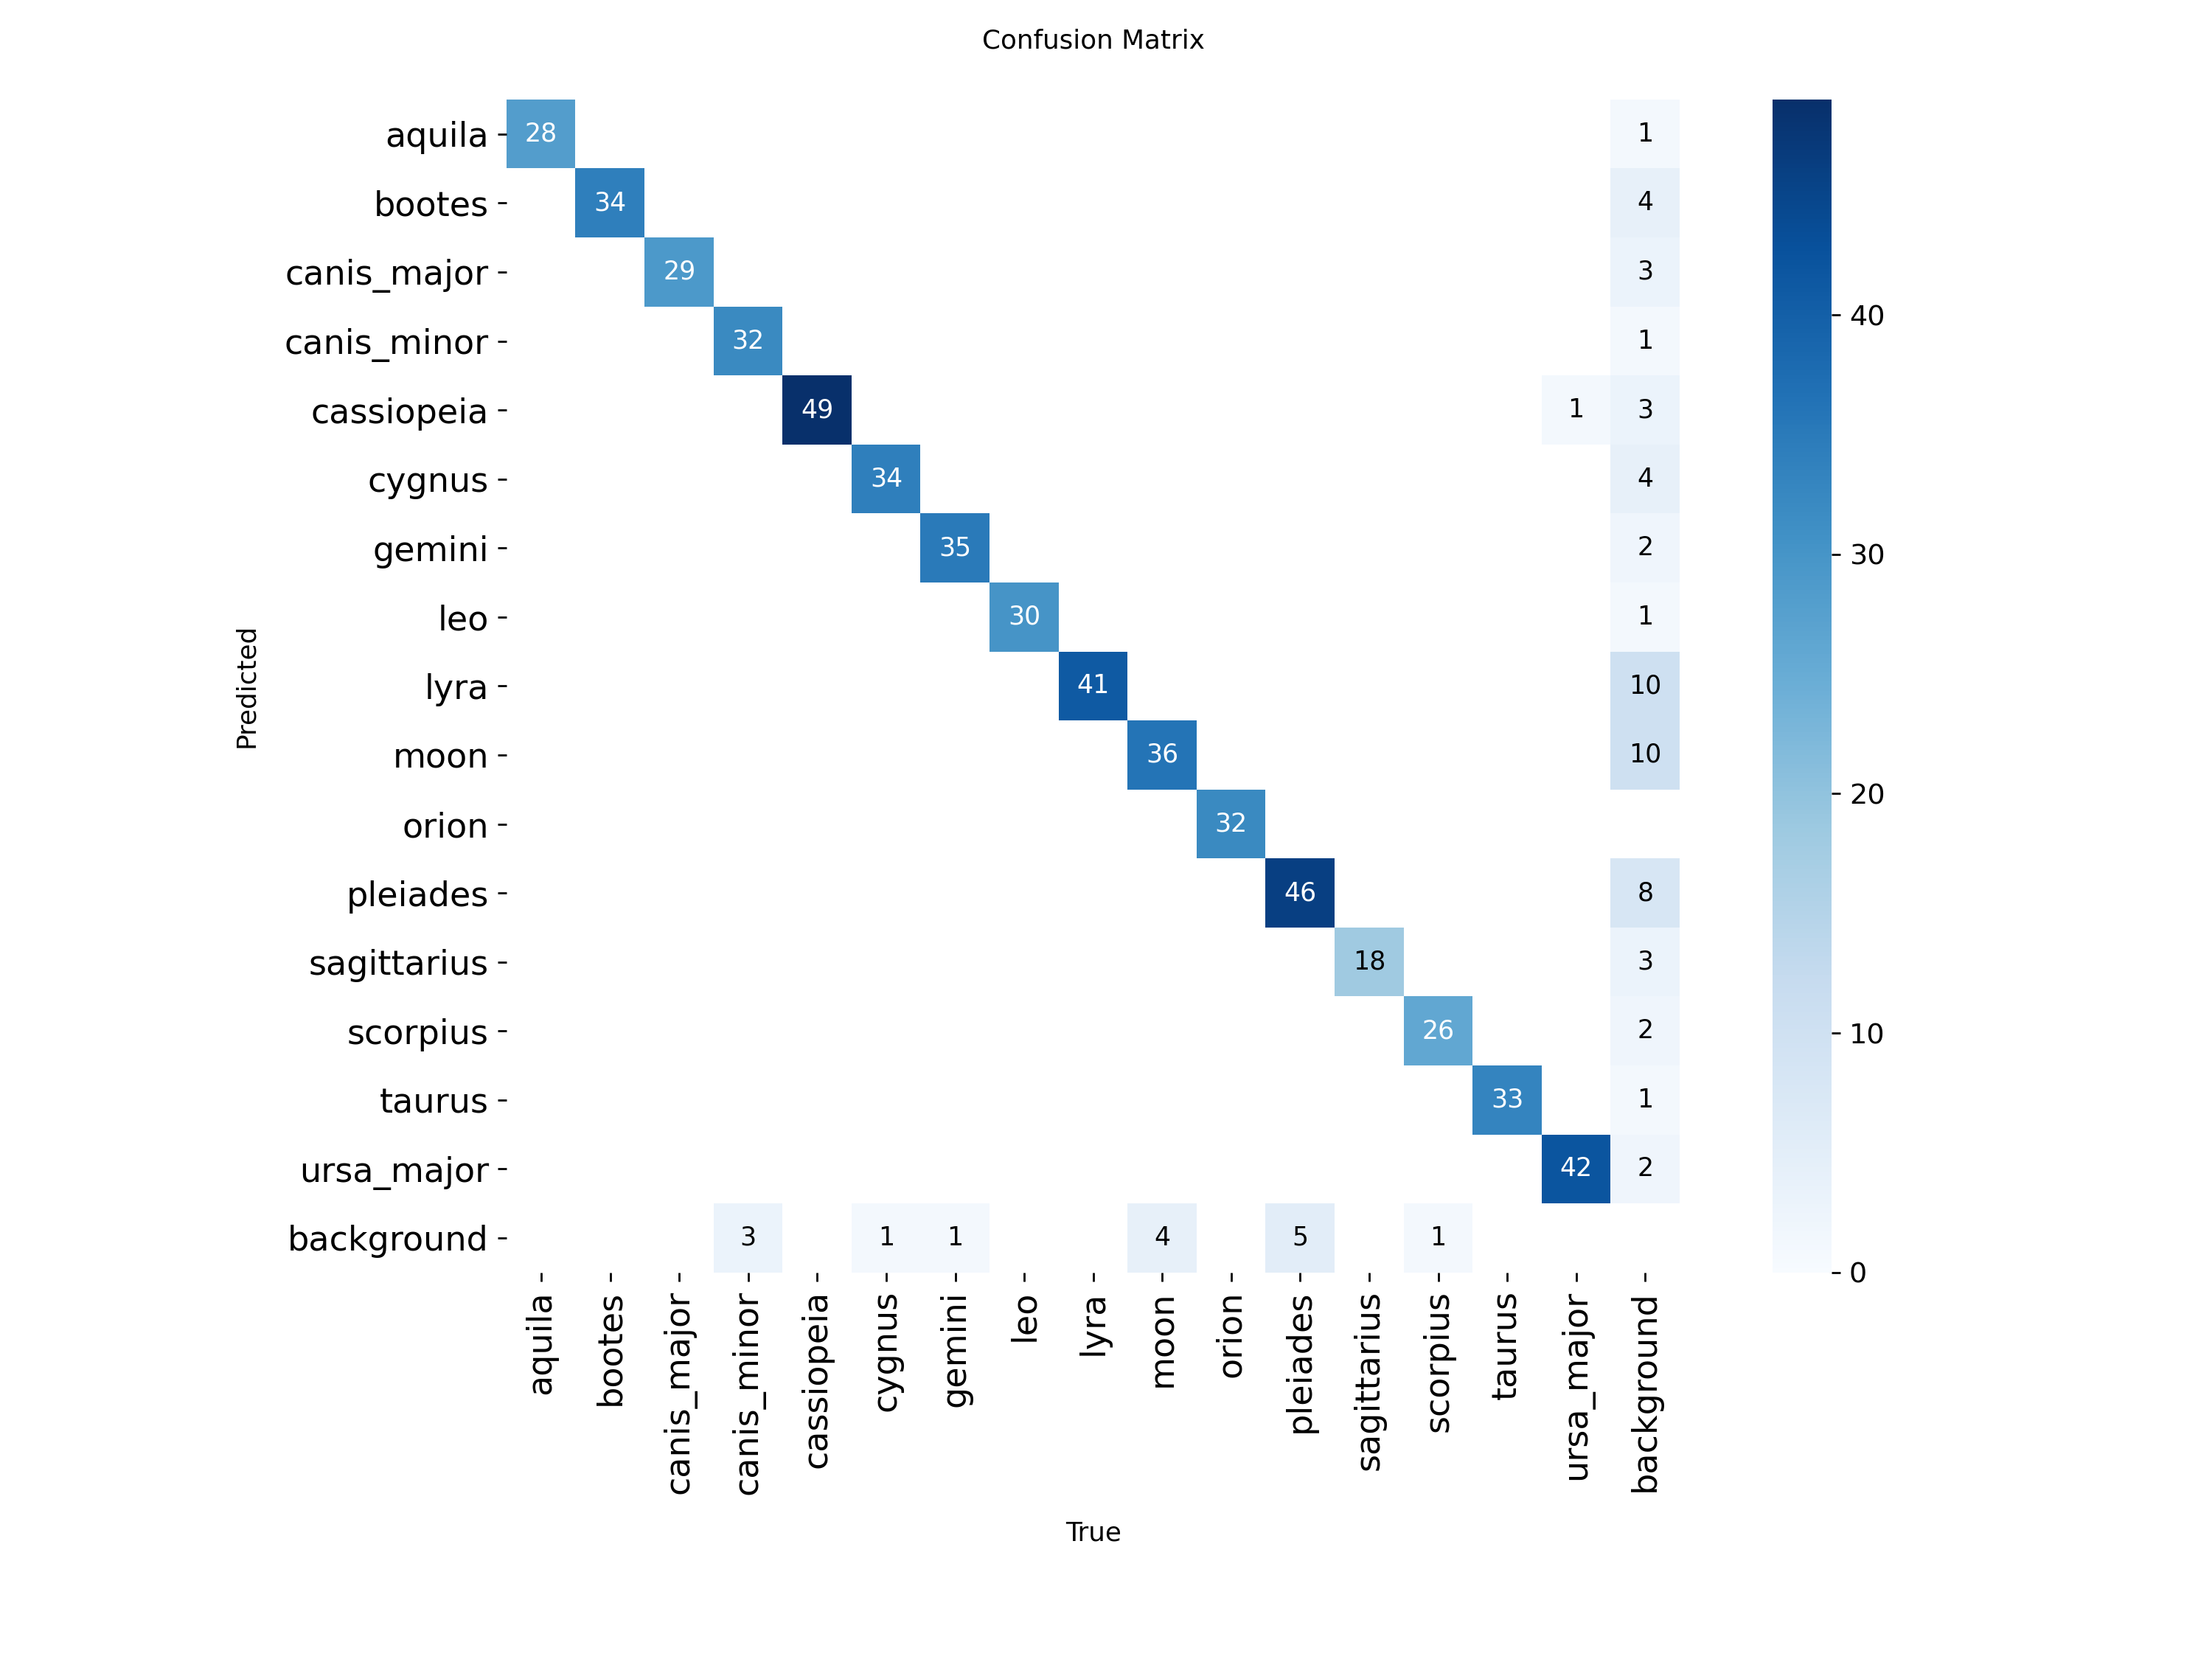 Confusion Matrix
aquila 28 1
bootes 34 4
canis_major 29 3
canis_minor 32 1
cassiopeia 49 1 3
cygnus 34 4
gemini 35 2
leo 30 1
lyra 41 10
moon 36 10
orion 32
pleiades 46 8
sagittarius 18 3
scorpius 26 2
taurus 33 1
ursa_major 42 2
background 3 1 1 4 5 1
Predicted
aquila
bootes
canis_major
canis_minor
cassiopeia
cygnus
gemini
leo
lyra
moon
orion
pleiades
sagittarius
scorpius
taurus
ursa_major
background
True
40
30
20
10
0